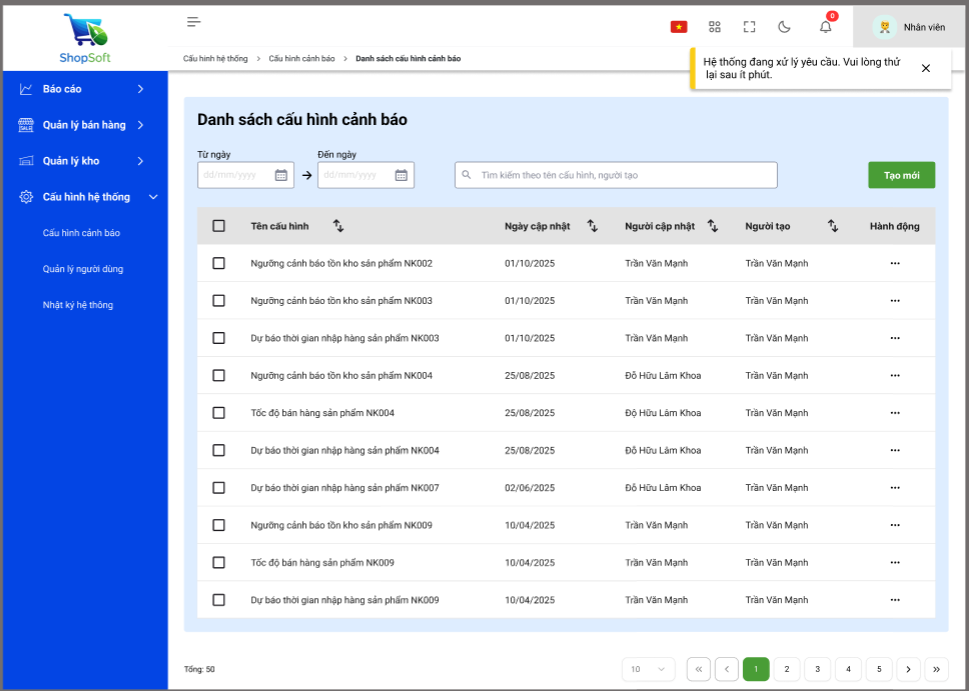 ShopSoft
0
Nhân viên
Cấu hình hệ thống > Cấu hình cảnh báo > Danh sách cấu hình cảnh báo
Hệ thống đang xử lý yêu cầu. Vui lòng thử
lại sau ít phút.
Báo cáo
Quản lý bán hàng
SALE
Quản lý kho
Cấu hình hệ thống
Cấu hình cảnh báo
Quản lý người dùng
Nhật ký hệ thống
Danh sách cấu hình cảnh báo
Từ ngày Đến ngày
dd/mm/yyyy dd/mm/yyyy Tìm kiếm theo tên cấu hình, người tạo Tạo mới
Tên cấu hình Ngày cập nhật Người cập nhật Người tạo Hành động
Ngưỡng cảnh báo tồn kho sản phẩm NK002 01/10/2025 Trần Văn Mạnh Trần Văn Mạnh ...
Ngưỡng cảnh báo tồn kho sản phẩm NK003 01/10/2025 Trần Văn Mạnh Trần Văn Mạnh ...
Dự báo thời gian nhập hàng sản phẩm NK003 01/10/2025 Trần Văn Mạnh Trần Văn Mạnh ...
Ngưỡng cảnh báo tồn kho sản phẩm NK004 25/08/2025 Đỗ Hữu Lâm Khoa Trần Văn Mạnh ...
Tốc độ bán hàng sản phẩm NK004 25/08/2025 Độ Hữu Lâm Khoa Trần Văn Mạnh ...
Dự báo thời gian nhập hàng sản phẩm NK004 25/08/2025 Đỗ Hữu Lâm Khoa Trần Văn Mạnh ...
Dự báo thời gian nhập hàng sản phẩm NK007 02/06/2025 Đỗ Hữu Lâm Khoa Trần Văn Mạnh ...
Ngưỡng cảnh báo tồn kho sản phẩm NK009 10/04/2025 Trần Văn Mạnh Trần Văn Mạnh ...
Tốc độ bán hàng sản phẩm NK009 10/04/2025 Trần Văn Mạnh Trần Văn Mạnh ...
Dự báo thời gian nhập hàng sản phẩm NK009 10/04/2025 Trần Văn Mạnh Trần Văn Mạnh ...
Tổng: 50 10 « < 1 2 3 4 5 > »